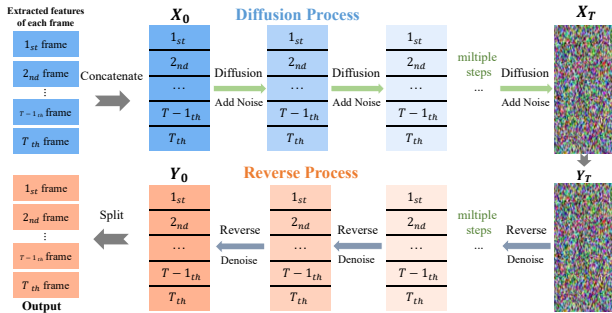 Extracted features
of each frame
1st frame
2nd frame
⋮
T−1th frame
Tth frame
Concatenate
Diffusion Process
X0
1st
2nd
...
T − 1th
Tth
Diffusion
Add Noise
1st
2nd
...
T − 1th
Tth
Diffusion
Add Noise
1st
2nd
...
T − 1th
Tth
miltiple
steps
...
Diffusion
Add Noise
XT
Reverse Process
YT
Reverse
Denoise
miltiple
steps
...
1st
2nd
...
T − 1th
Tth
Reverse
Denoise
1st
2nd
...
T − 1th
Tth
Reverse
Denoise
Y0
1st
2nd
...
T − 1th
Tth
Split
1st frame
2nd frame
⋮
T−1th frame
Tth frame
Output